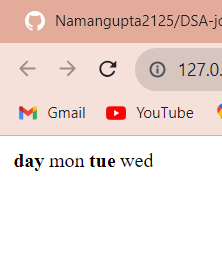 Namangupta2125/DSA-jo
127.0.
Gmail YouTube
day mon tue wed